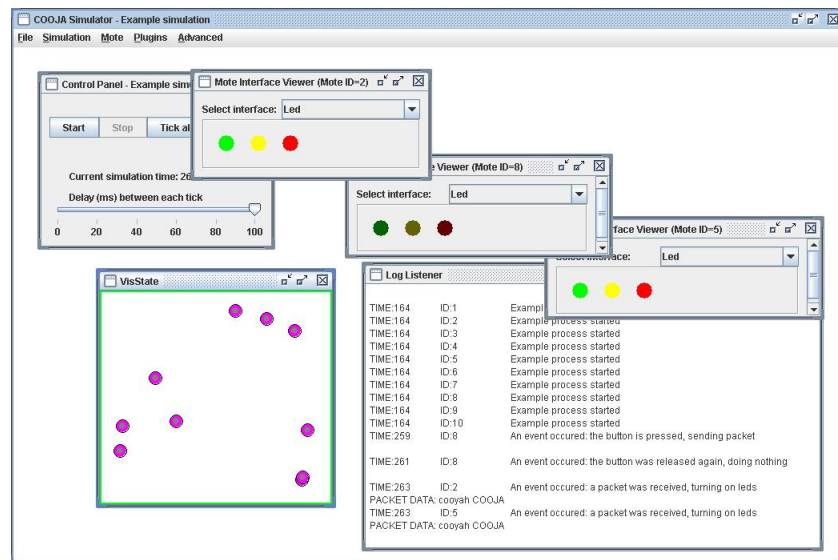 COOJA Simulator - Example simulation
File Simulation Mote Plugins Advanced
Control Panel - Example
Mote Interface Viewer (Mote ID=2)
Select interface: Led
Start Stop Tick
Current simulation time: 26
Delay (ms) between each tick
0 20 40 60 80 100
Viewer (Mote ID=8)
Select interface: Led
Viewer (Mote ID=5)
Led
VisState
Log Listener
TIME:164 ID:1
TIME:164 ID:2 Example process started
TIME:164 ID:3 Example process started
TIME:164 ID:4 Example process started
TIME:164 ID:5 Example process started
TIME:164 ID:6 Example process started
TIME:164 ID:7 Example process started
TIME:164 ID:8 Example process started
TIME:164 ID:9 Example process started
TIME:164 ID:10 Example process started
TIME:259 ID:8 An event occured: the button is pressed, sending packet
TIME:261 ID:8 An event occured: the button was released again, doing nothing
TIME:263 ID:2 An event occured: a packet was received, turning on leds
PACKET DATA: cooyah COOJA
TIME:263 ID:5 An event occured: a packet was received, turning on leds
PACKET DATA: cooyah COOJA